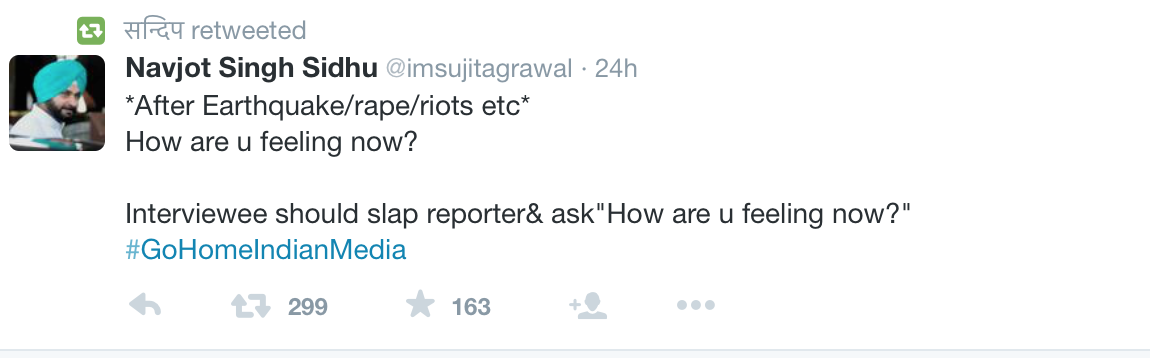 सन्दिप retweeted
Navjot Singh Sidhu @imsujitagrawal · 24h
*After Earthquake/rape/riots etc*
How are u feeling now?
Interviewee should slap reporter& ask"How are u feeling now?"
#GoHomeIndianMedia
299 163